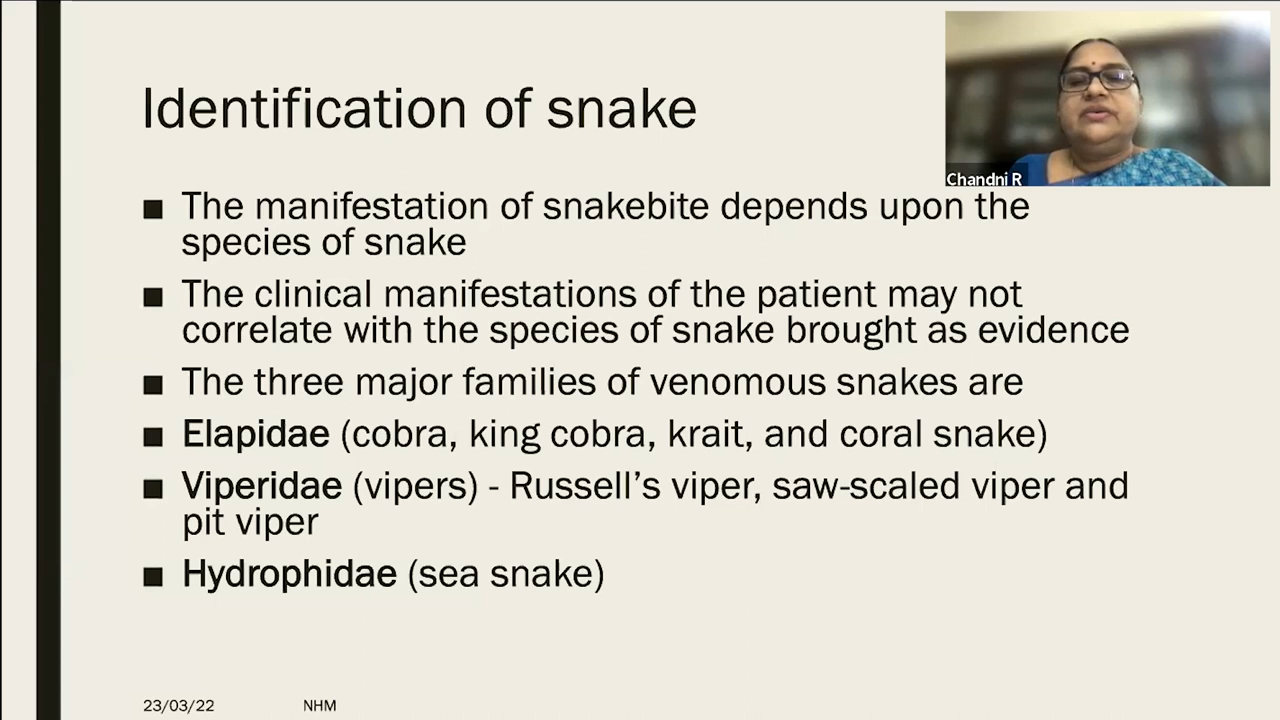 Identification of snake
Chandni R
■ The manifestation of snakebite depends upon the
species of snake
■ The clinical manifestations of the patient may not
correlate with the species of snake brought as evidence
■ The three major families of venomous snakes are
■ Elapidae (cobra, king cobra, krait, and coral snake)
■ Viperidae (vipers) - Russell’s viper, saw-scaled viper and
pit viper
■ Hydrophidae (sea snake)
23/03/22 NHM